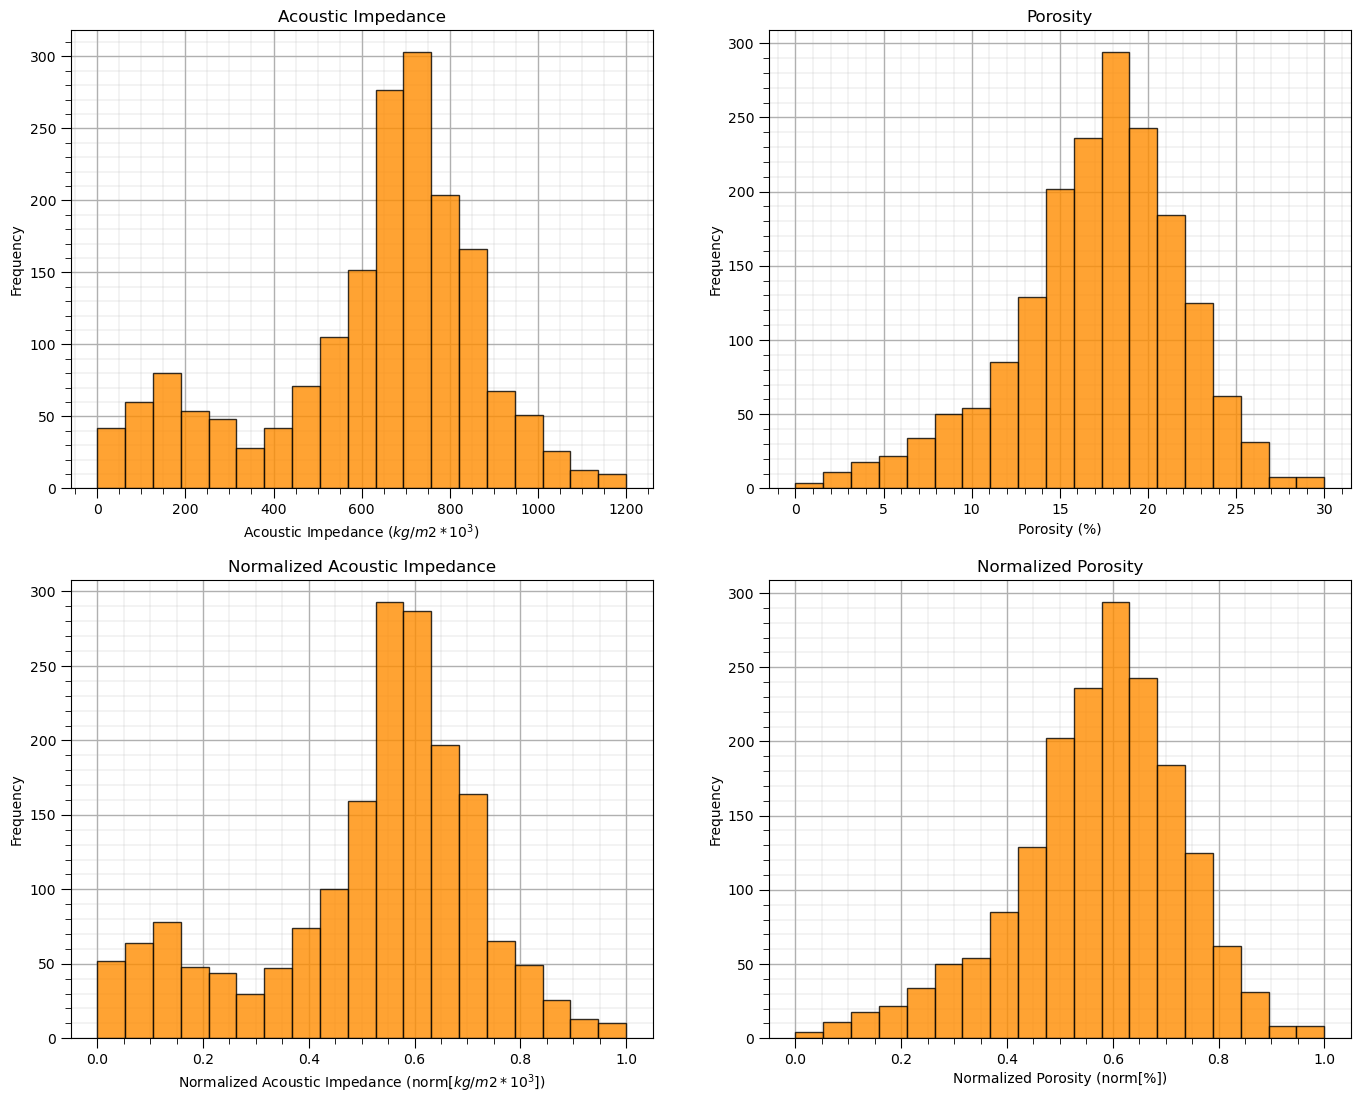 Acoustic Impedance
300
250
200
150
100
50
0
Frequency
0 200 400 600 800 1000 1200
Acoustic Impedance (kg/m2 * 10³)
Porosity
300
250
200
150
100
50
0
Frequency
0 5 10 15 20 25 30
Porosity (%)
Normalized Acoustic Impedance
300
250
200
150
100
50
0
Frequency
0.0 0.2 0.4 0.6 0.8 1.0
Normalized Acoustic Impedance (norm[kg/m2 * 10³])
Normalized Porosity
300
250
200
150
100
50
0
Frequency
0.0 0.2 0.4 0.6 0.8 1.0
Normalized Porosity (norm[%])